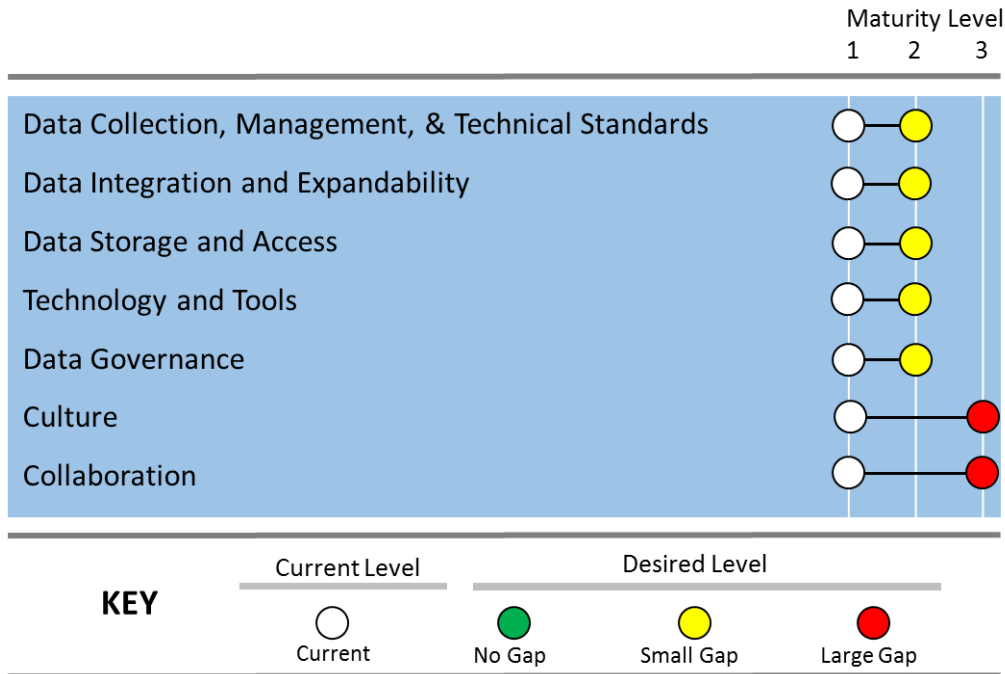 Maturity Level
1 2 3
Data Collection, Management, & Technical Standards
Data Integration and Expandability
Data Storage and Access
Technology and Tools
Data Governance
Culture
Collaboration
KEY
Current Level
Desired Level
Current
No Gap
Small Gap
Large Gap